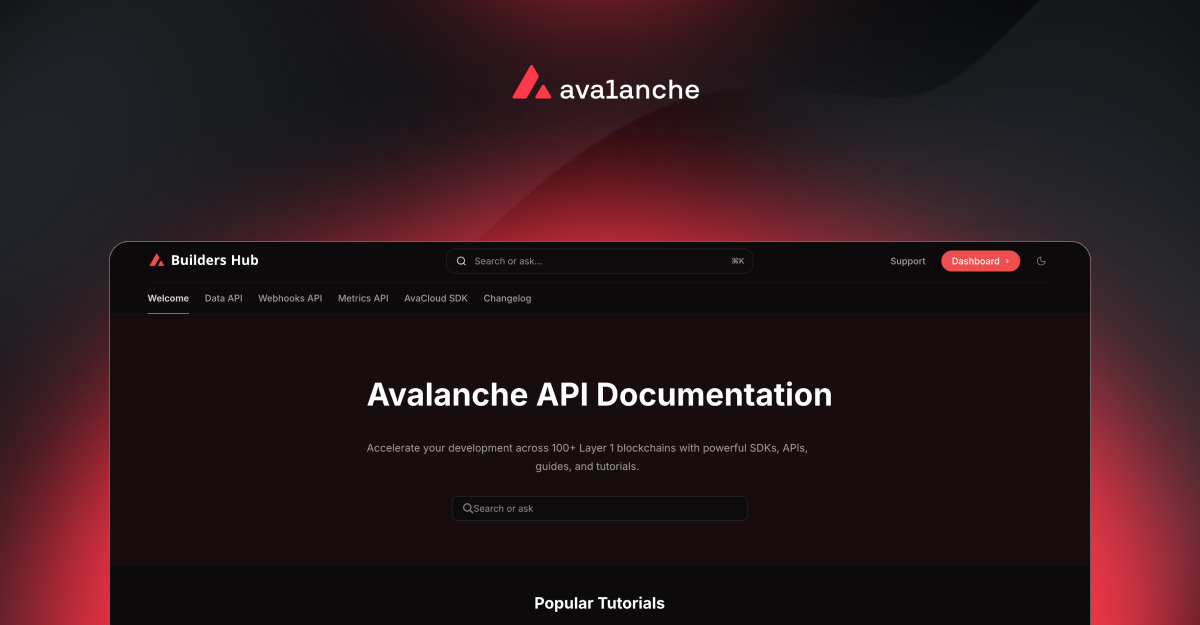 avalanche
Builders Hub
Search or ask...
⌘K
Support
Dashboard ›
Welcome
Data API
Webhooks API
Metrics API
AvaCloud SDK
Changelog
Avalanche API Documentation
Accelerate your development across 100+ Layer 1 blockchains with powerful SDKs, APIs,
guides, and tutorials.
Search or ask
Popular Tutorials